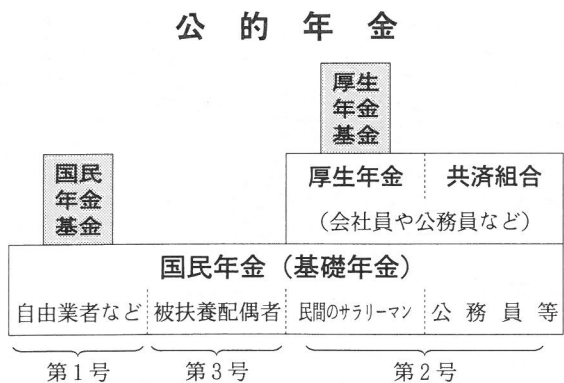 公的年金
厚生
年金
基金
国民
年金
基金
厚生年金 共済組合
（会社員や公務員など）
国民年金（基礎年金）
自由業者など 被扶養配偶者 民間のサラリーマン 公務員等
第1号 第3号 第2号